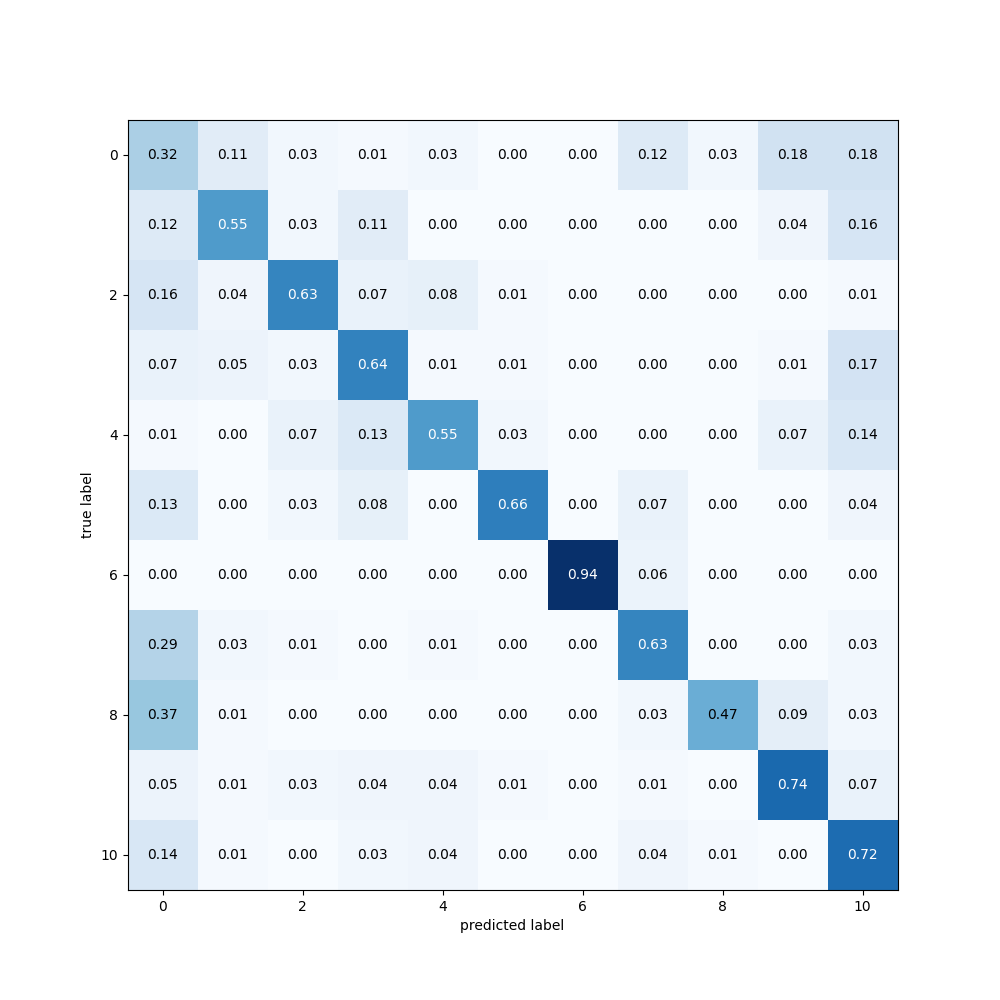 0 0.32 0.11 0.03 0.01 0.03 0.00 0.00 0.12 0.03 0.18 0.18
0.12 0.55 0.03 0.11 0.00 0.00 0.00 0.00 0.00 0.04 0.16
2 0.16 0.04 0.63 0.07 0.08 0.01 0.00 0.00 0.00 0.00 0.01
0.07 0.05 0.03 0.64 0.01 0.01 0.00 0.00 0.00 0.01 0.17
4 0.01 0.00 0.07 0.13 0.55 0.03 0.00 0.00 0.00 0.07 0.14
true label
0.13 0.00 0.03 0.08 0.00 0.66 0.00 0.07 0.00 0.00 0.04
6 0.00 0.00 0.00 0.00 0.00 0.00 0.94 0.06 0.00 0.00 0.00
0.29 0.03 0.01 0.00 0.01 0.00 0.00 0.63 0.00 0.00 0.03
8 0.37 0.01 0.00 0.00 0.00 0.00 0.00 0.03 0.47 0.09 0.03
0.05 0.01 0.03 0.04 0.04 0.01 0.00 0.01 0.00 0.74 0.07
10 0.14 0.01 0.00 0.03 0.04 0.00 0.00 0.04 0.01 0.00 0.72
0 2 4 6 8 10
predicted label